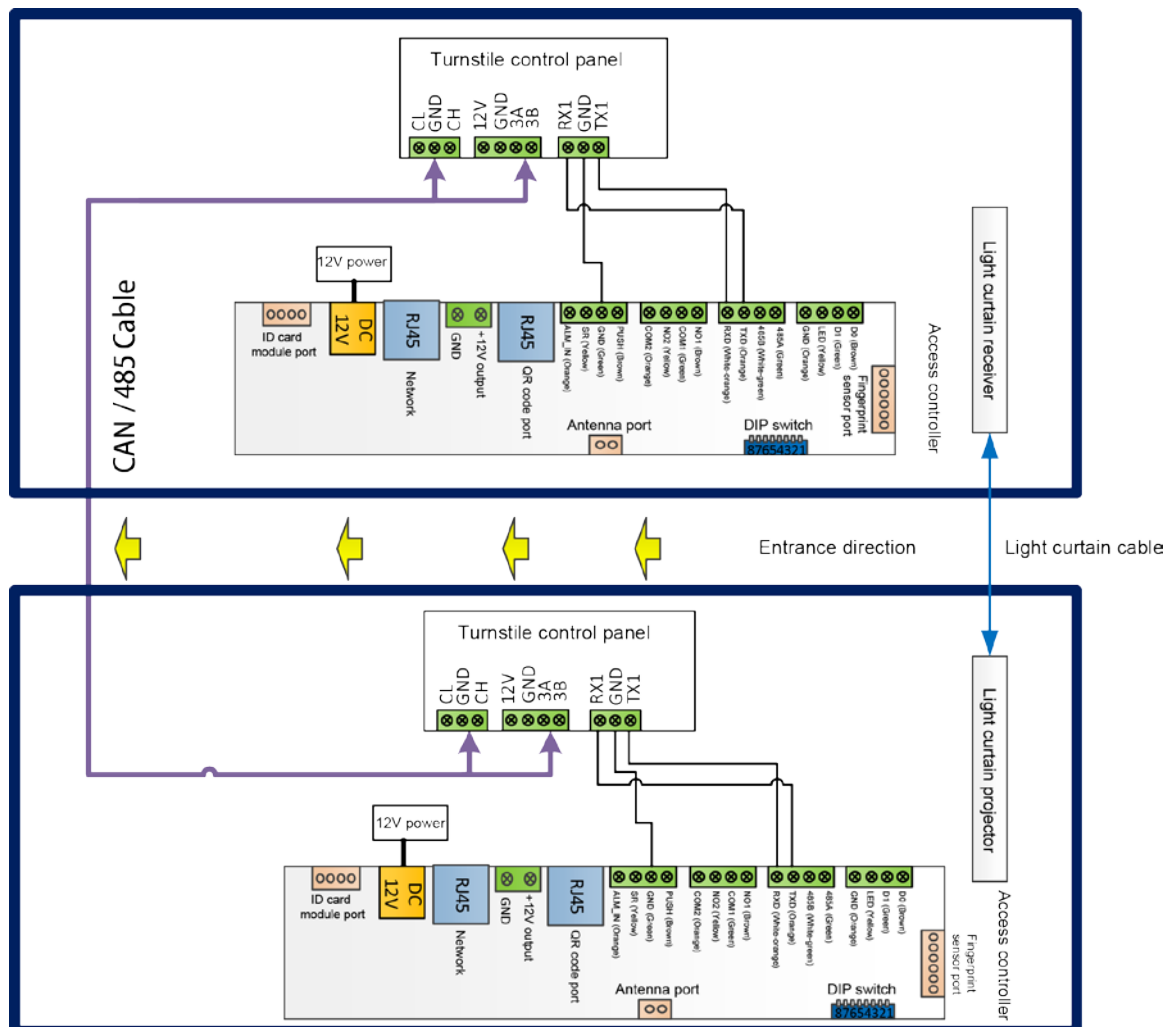 Turnstile control panel
CL
GND
CH
12V
GND
3A
3B
RX1
GND
TX1
CAN / 485 Cable
12V power
ID card
module port
DC
12V
RJ45
Network
GND
+12V output
RJ45
QR code port
ALM_IN (Orange)
SR (Yellow)
GND (Green)
PUSH (Brown)
COM2 (Orange)
NO2 (Yellow)
COM1 (Green)
NO1 (Brown)
RXD (White-orange)
TXD (Orange)
485B (White-green)
485A (Green)
GND (Orange)
LED (Yellow)
D1 (Green)
D0 (Brown)
Fingerprint
sensor port
Antenna port
DIP switch
87654321
Access controller
Light curtain receiver
Entrance direction
Light curtain cable
Turnstile control panel
CL
GND
CH
12V
GND
3A
3B
RX1
GND
TX1
Light curtain projector
12V power
ID card
module port
DC
12V
RJ45
Network
GND
+12V output
RJ45
QR code port
ALM_IN (Orange)
SR (Yellow)
GND (Green)
PUSH (Brown)
COM2 (Orange)
NO2 (Yellow)
COM1 (Green)
NO1 (Brown)
RXD (White-orange)
TXD (Orange)
485B (White-green)
485A (Green)
GND (Orange)
LED (Yellow)
D1 (Green)
D0 (Brown)
Fingerprint
sensor port
Antenna port
DIP switch
87654321
Access controller